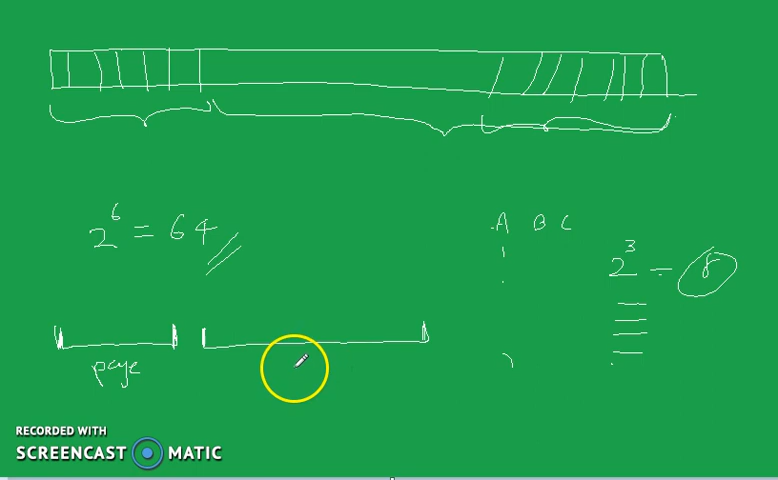 2^6 = 64
A B C
2^3 = 8
page
RECORDED WITH
SCREENCAST MATIC